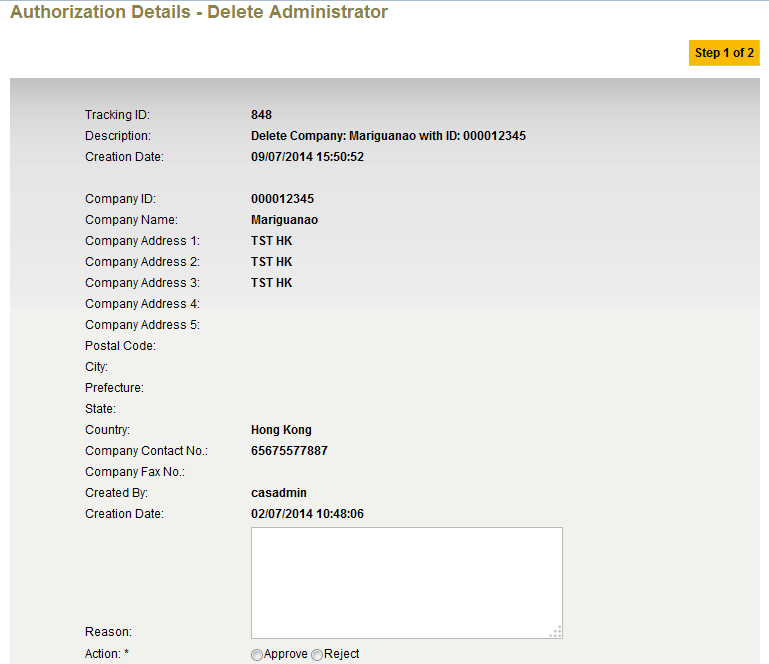 Authorization Details - Delete Administrator
Step 1 of 2
Tracking ID: 848
Description: Delete Company: Mariguanao with ID: 000012345
Creation Date: 09/07/2014 15:50:52
Company ID: 000012345
Company Name: Mariguanao
Company Address 1: TST HK
Company Address 2: TST HK
Company Address 3: TST HK
Company Address 4:
Company Address 5:
Postal Code:
City:
Prefecture:
State:
Country: Hong Kong
Company Contact No.: 65675577887
Company Fax No.:
Created By: casadmin
Creation Date: 02/07/2014 10:48:06
Reason:
Action: * Approve Reject